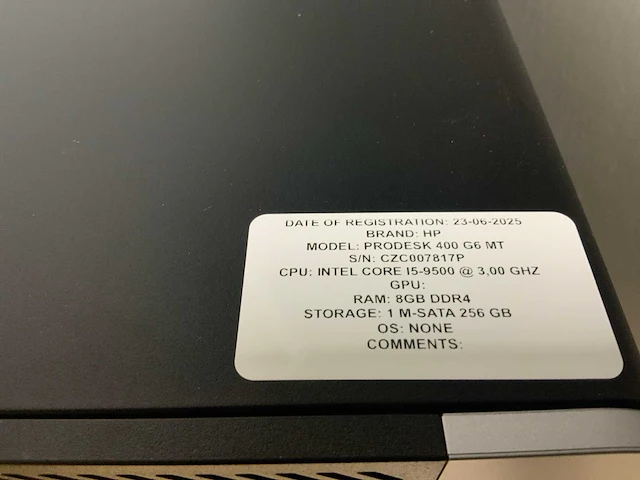 DATE OF REGISTRATION: 23-06-2025
BRAND: HP
MODEL: PRODESK 400 G6 MT
S/N: CZC007817P
CPU: INTEL CORE I5-9500 @ 3,00 GHZ
GPU:
RAM: 8GB DDR4
STORAGE: 1 M-SATA 256 GB
OS: NONE
COMMENTS: